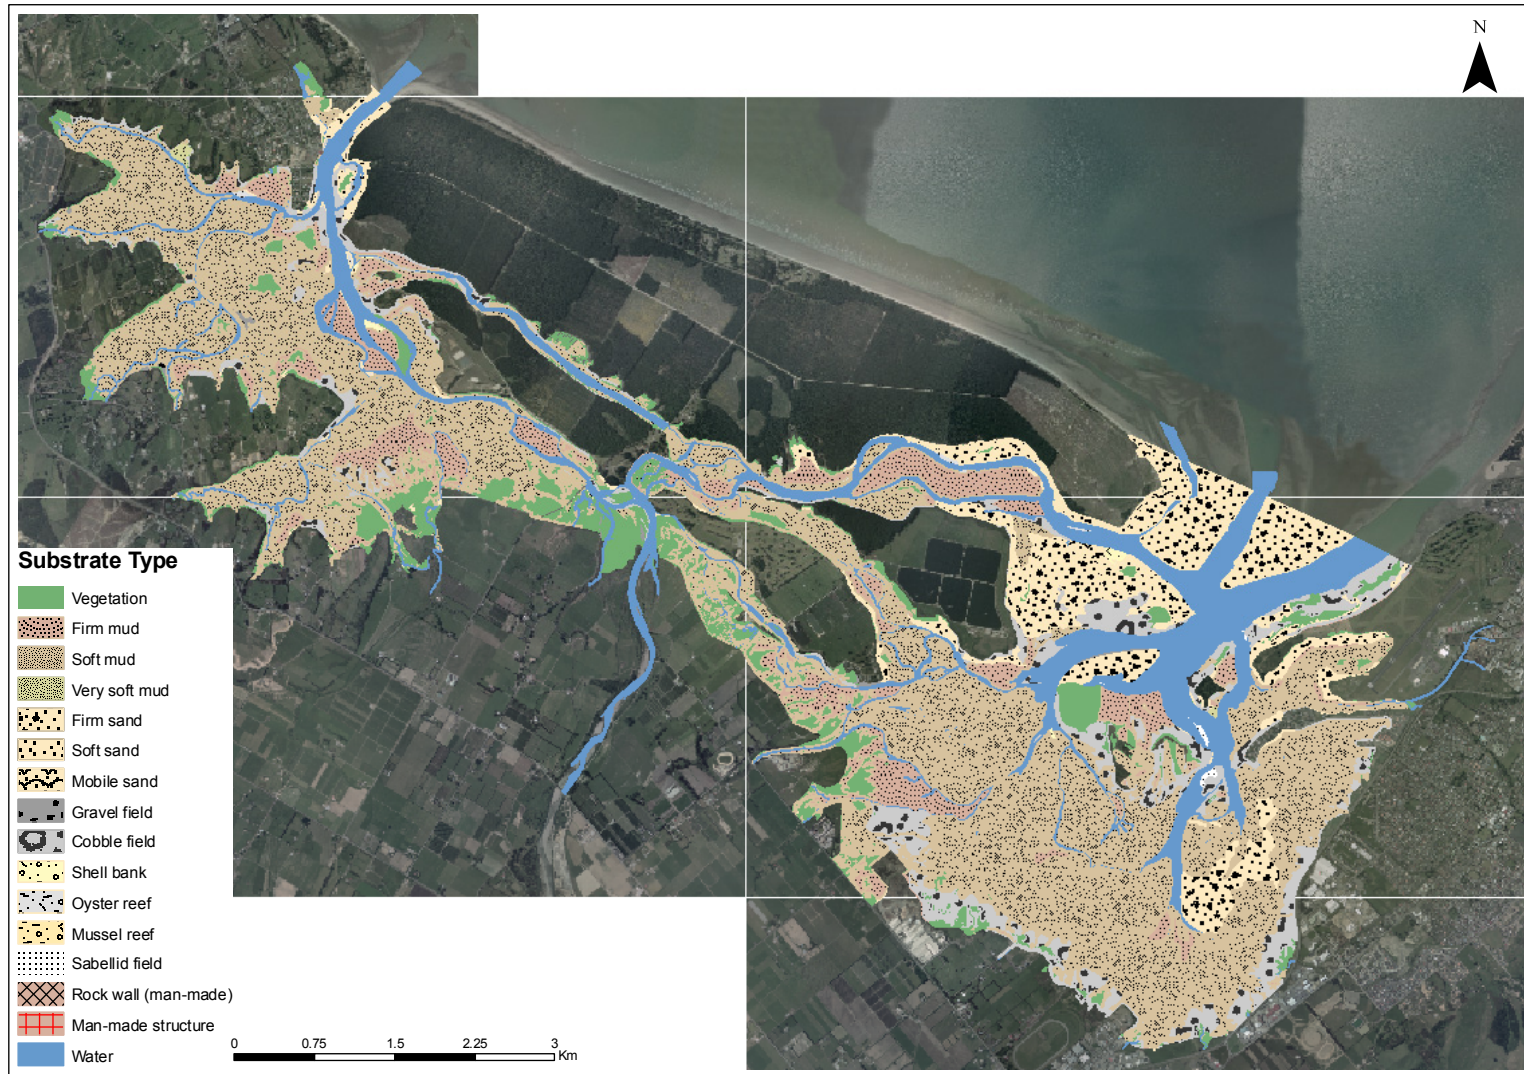 N
Substrate Type
Vegetation
Firm mud
Soft mud
Very soft mud
Firm sand
Soft sand
Mobile sand
Gravel field
Cobble field
Shell bank
Oyster reef
Mussel reef
Sabellid field
Rock wall (man-made)
Man-made structure
Water
0 0.75 1.5 2.25 3
Km